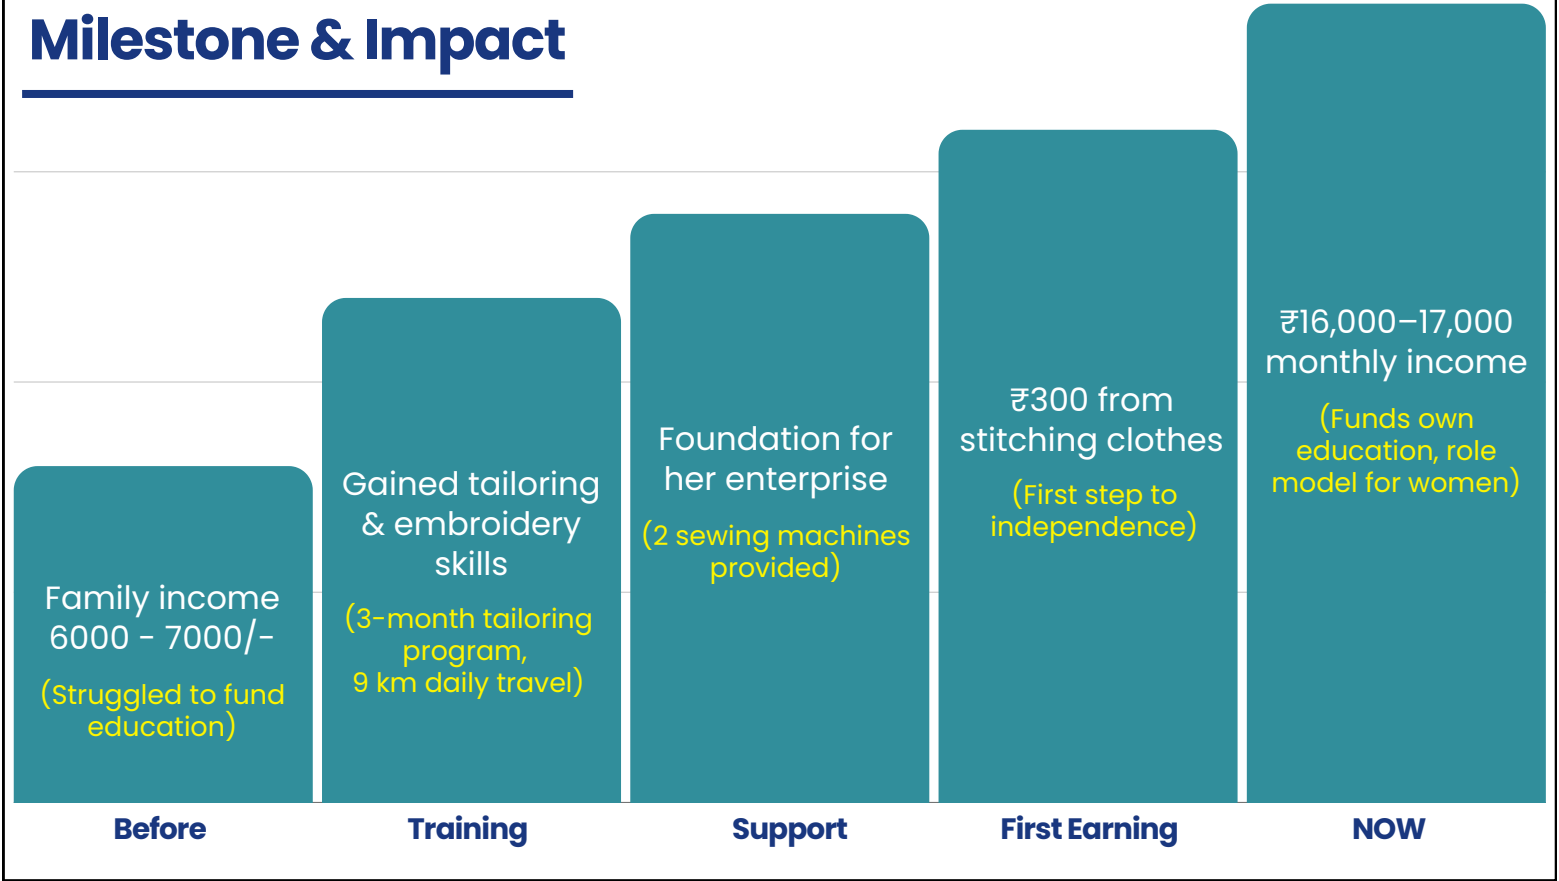 Milestone & Impact
Family income
6000 - 7000/-
(Struggled to fund
education)
Before
Gained tailoring
& embroidery
skills
(3-month tailoring
program,
9 km daily travel)
Training
Foundation for
her enterprise
(2 sewing machines
provided)
Support
₹300 from
stitching clothes
(First step to
independence)
First Earning
₹16,000–17,000
monthly income
(Funds own
education, role
model for women)
NOW